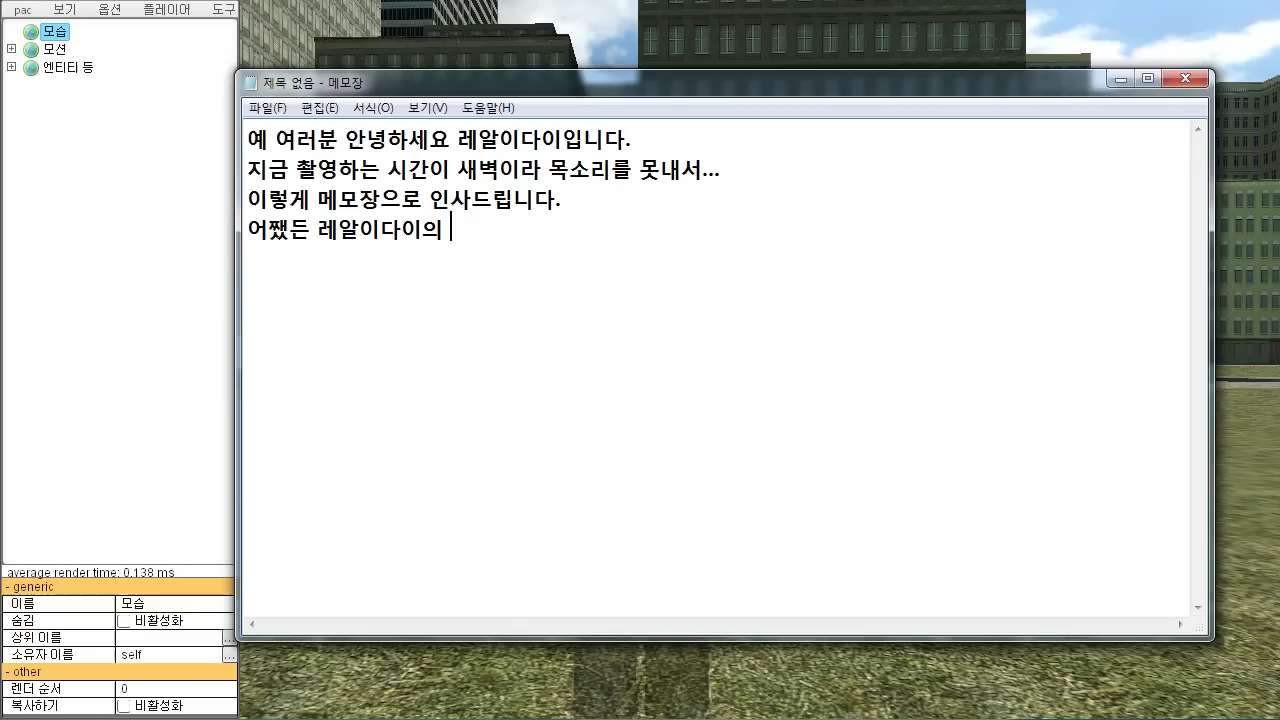 pac 보기 옵션 플레이어 도구
모습
모션
엔티티 등
제목 없음 - 메모장
파일(F) 편집(E) 서식(O) 보기(V) 도움말(H)
예 여러분 안녕하세요 레알이다이입니다.
지금 촬영하는 시간이 새벽이라 목소리를 못내서...
이렇게 메모장으로 인사드립니다.
어쨌든 레알이다이의
average render time: 0.138 ms
- generic
이름 모습
숨김 비활성화
상위 이름 ...
소유자 이름 self ...
- other
렌더 순서 0
복사하기 비활성화